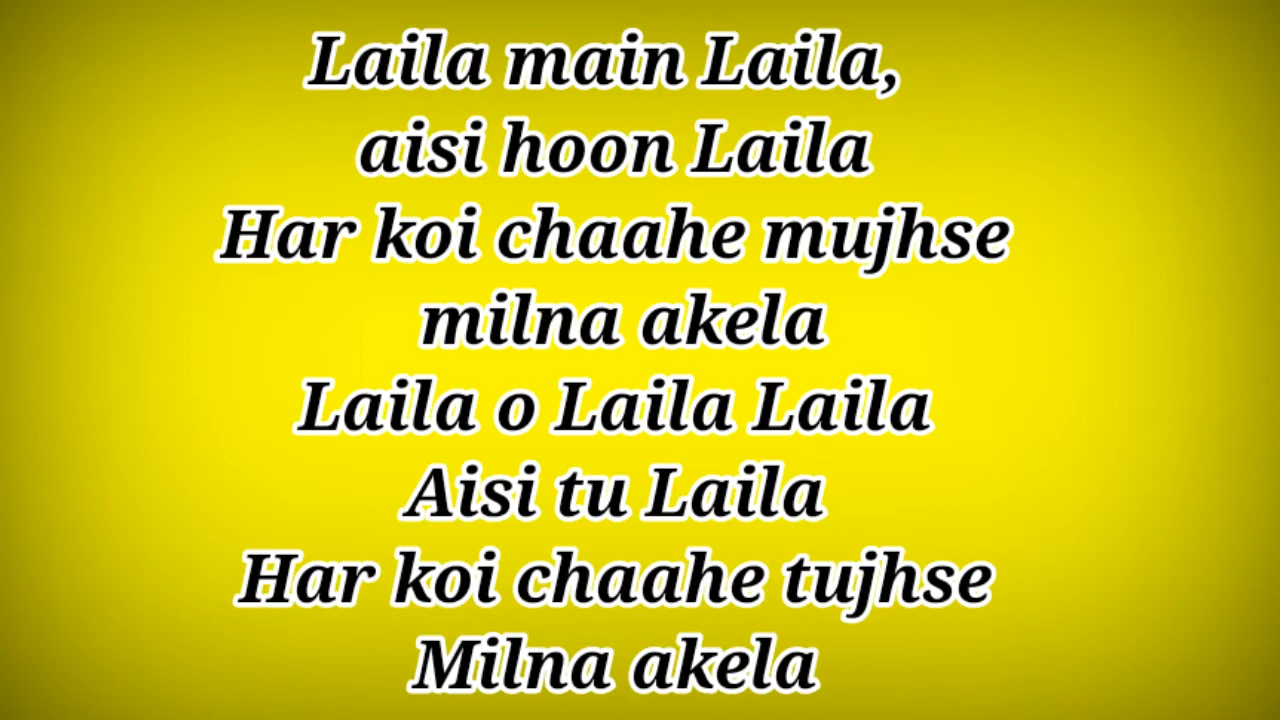 Laila main Laila,
aisi hoon Laila
Har koi chaahe mujhse
milna akela
Laila o Laila Laila
Aisi tu Laila
Har koi chaahe tujhse
Milna akela